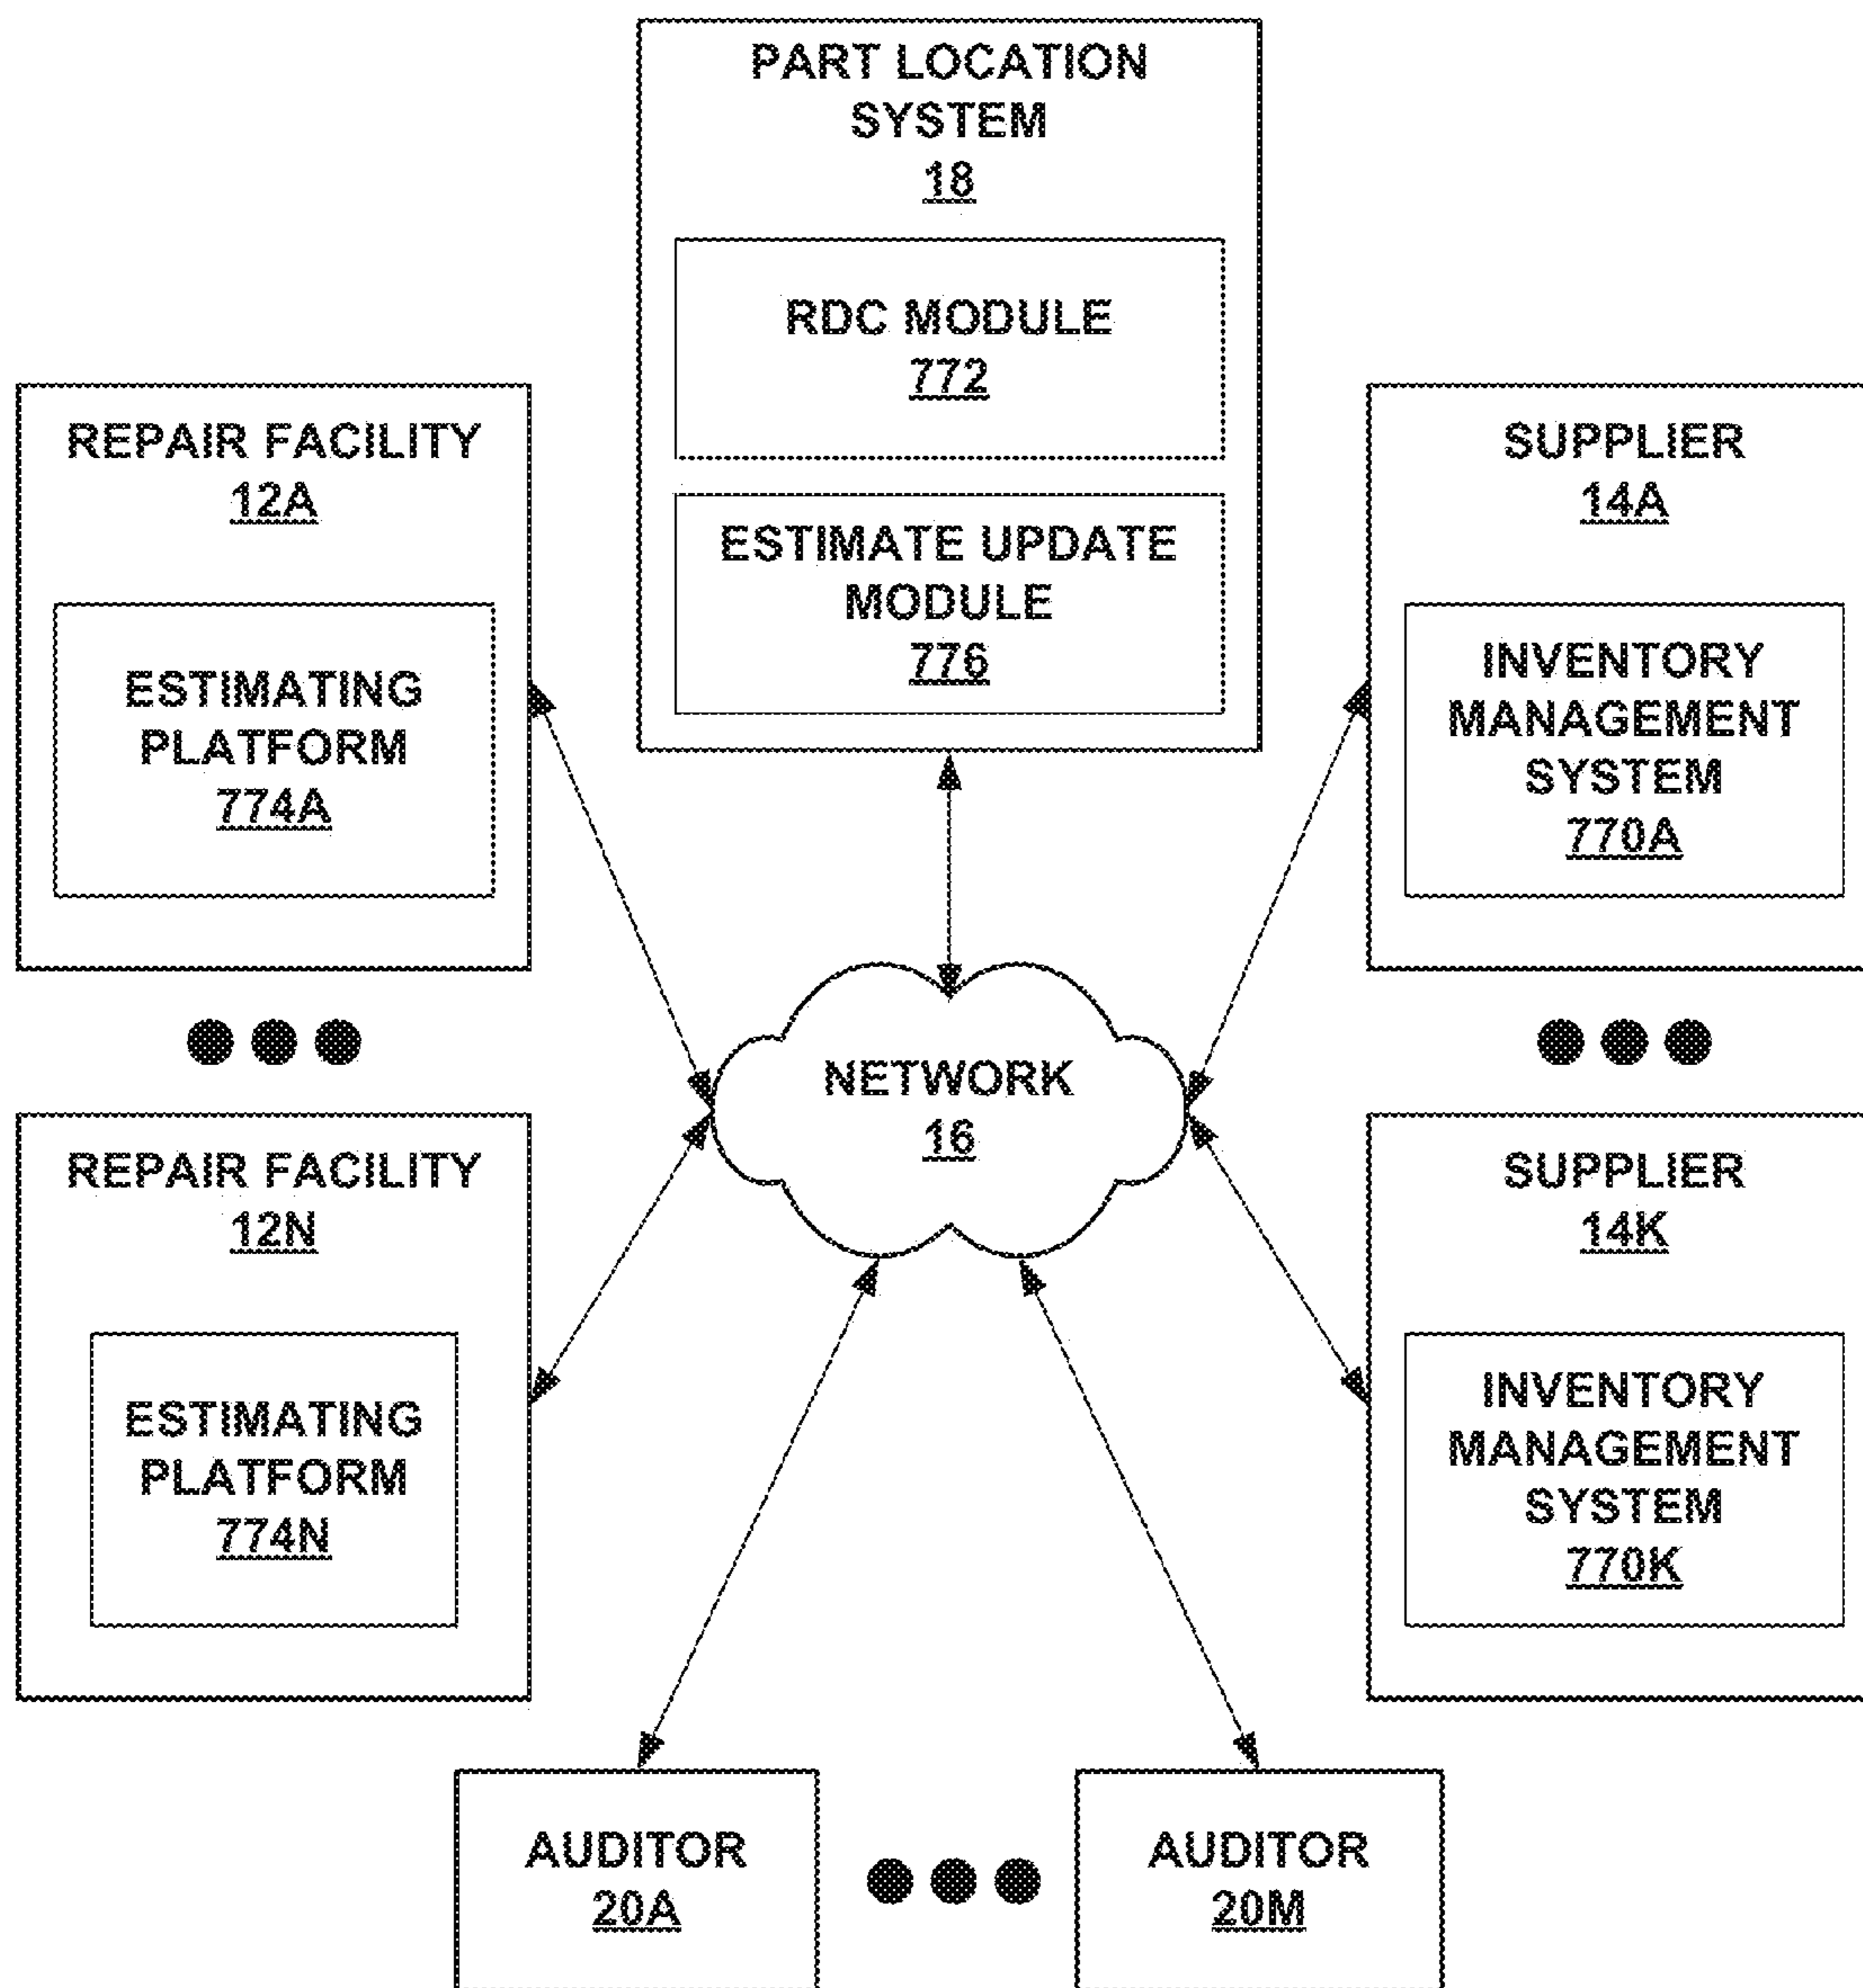 PART LOCATION
SYSTEM
18
RDC MODULE
772
ESTIMATE UPDATE
MODULE
776
REPAIR FACILITY
12A
ESTIMATING
PLATFORM
774A
SUPPLIER
14A
INVENTORY
MANAGEMENT
SYSTEM
770A
NETWORK
16
REPAIR FACILITY
12N
ESTIMATING
PLATFORM
774N
SUPPLIER
14K
INVENTORY
MANAGEMENT
SYSTEM
770K
AUDITOR
20A
AUDITOR
20M